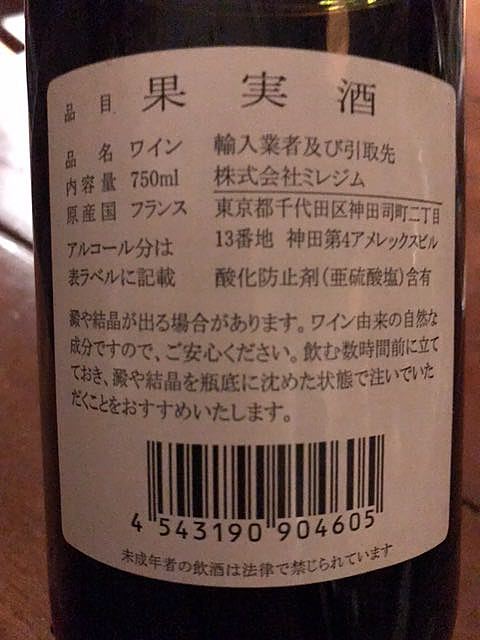 品目 果実酒
品名 ワイン 輸入業者及び引取先
内容量 750ml 株式会社ミレジム
原産国 フランス 東京都千代田区神田司町二丁目
アルコール分は 13番地 神田第4アメレックスビル
表ラベルに記載 酸化防止剤(亜硫酸塩)含有
澱や結晶が出る場合があります。ワイン由来の自然な
成分ですので、ご安心ください。飲む数時間前に立て
ておき、澱や結晶を瓶底に沈めた状態で注いでいた
だくことをおすすめいたします。
4 543190 904605
未成年者の飲酒は法律で禁じられています